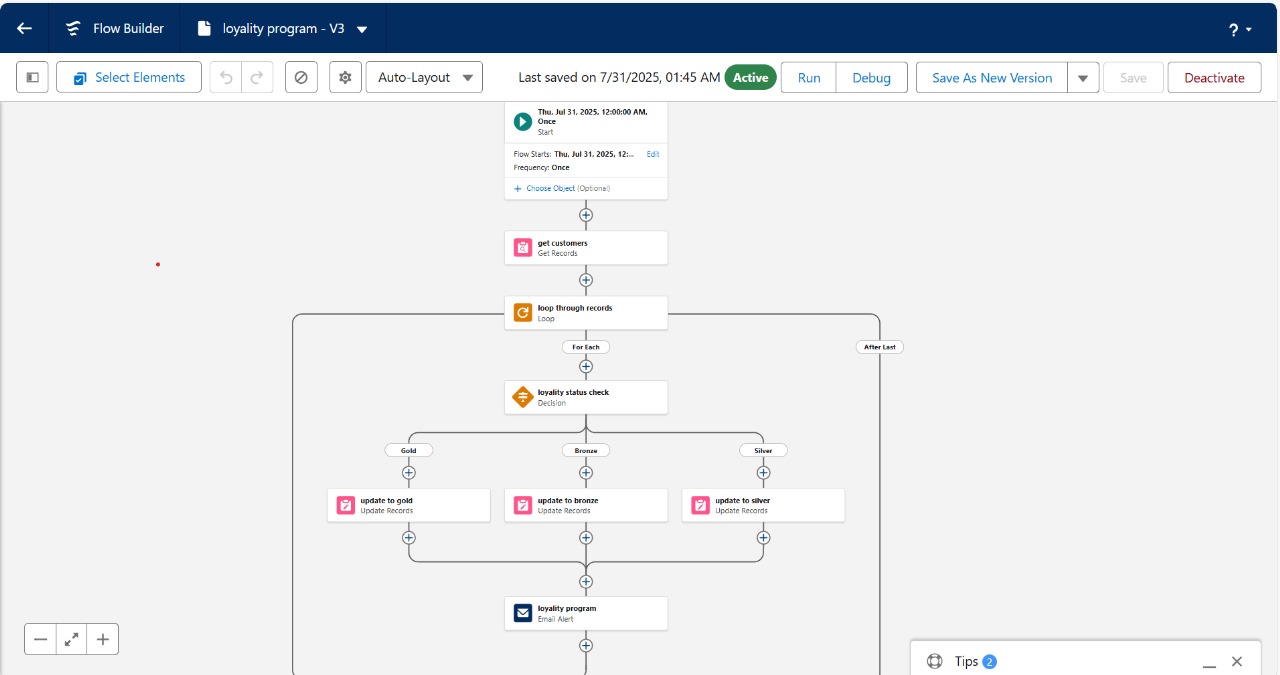 Flow Builder
loyality program - V3
?
Select Elements
Auto-Layout
Last saved on 7/31/2025, 01:45 AM
Active
Run
Debug
Save As New Version
Save
Deactivate
Thu, Jul 31, 2025, 12:00:00 AM,
Once
Start
Flow Starts: Thu, Jul 31, 2025, 12:... Edit
Frequency: Once
+ Choose Object (Optional)
get customers
Get Records
loop through records
Loop
For Each
After Last
loyality status check
Decision
Gold
Bronze
Silver
update to gold
Update Records
update to bronze
Update Records
update to silver
Update Records
loyality program
Email Alert
Tips 2